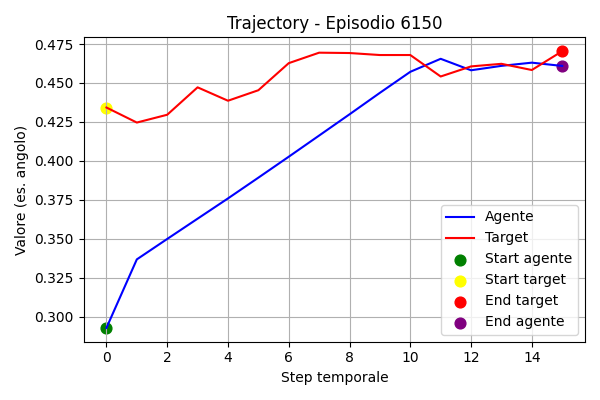 Trajectory - Episodio 6150
Valore (es. angolo)
0.475
0.450
0.425
0.400
0.375
0.350
0.325
0.300
0 2 4 6 8 10 12 14
Step temporale
Agente
Target
Start agente
Start target
End target
End agente